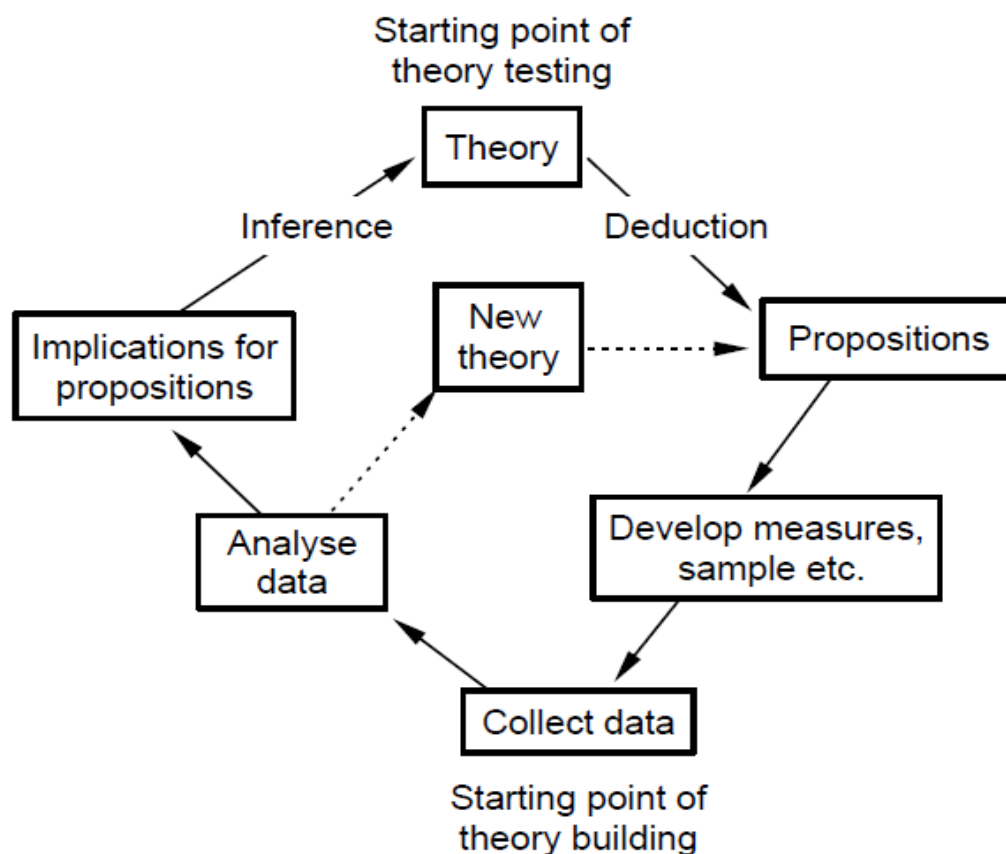 Starting point of
theory testing
Theory
Inference
Deduction
New
theory
Implications for
propositions
Propositions
Analyse
data
Develop measures,
sample etc.
Collect data
Starting point of
theory building